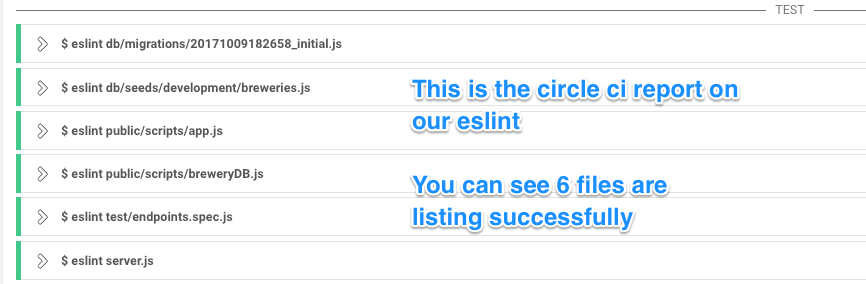 TEST
$ eslint db/migrations/20171009182658_initial.js
$ eslint db/seeds/development/breweries.js
This is the circle ci report on
our eslint
$ eslint public/scripts/app.js
$ eslint public/scripts/breweryDB.js
You can see 6 files are
listing successfully
$ eslint test/endpoints.spec.js
$ eslint server.js